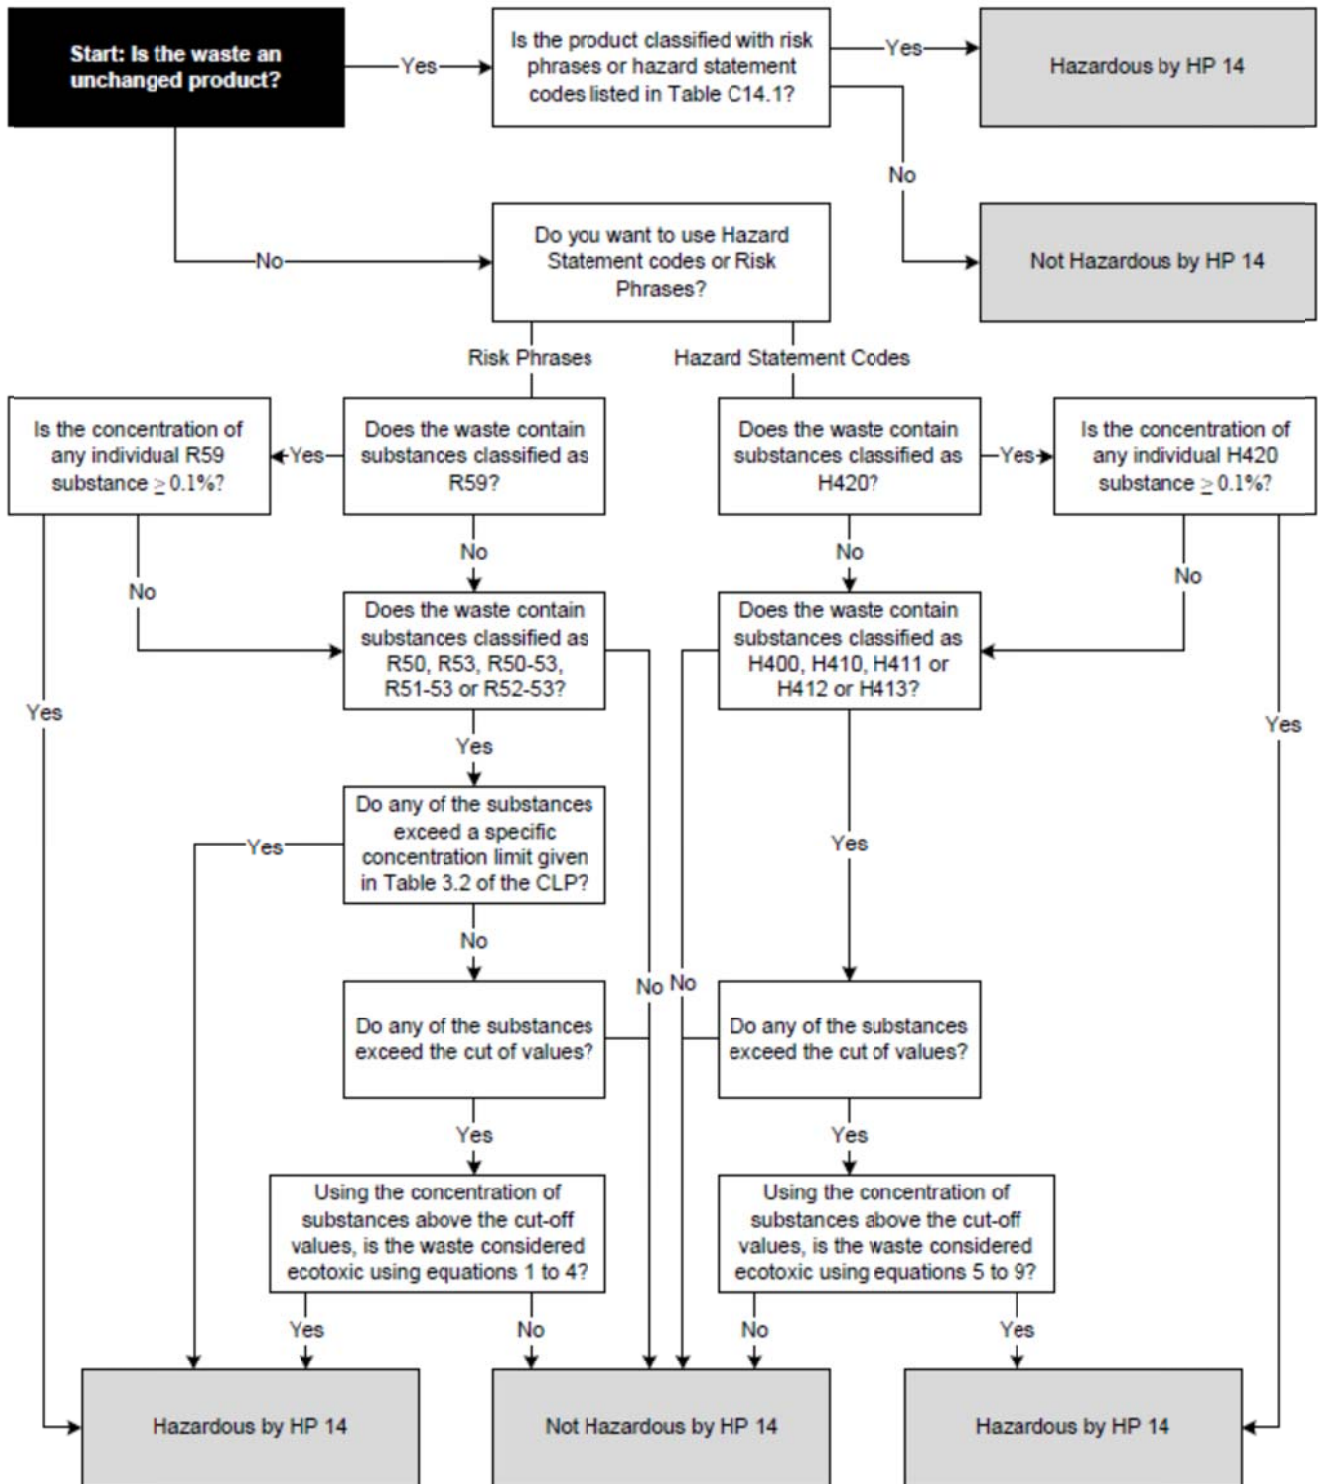 Start: Is the waste an
unchanged product?
Yes
Is the product classified with risk
phrases or hazard statement
codes listed in Table C14.1?
Yes
Hazardous by HP 14
No
Not Hazardous by HP 14
No
Do you want to use Hazard
Statement codes or Risk
Phrases?
Risk Phrases
Hazard Statement Codes
Is the concentration of
any individual R59
substance ≥ 0.1%?
Yes
Does the waste contain
substances classified as
R59?
Does the waste contain
substances classified as
H420?
Yes
Is the concentration of
any individual H420
substance ≥ 0.1%?
No
No
No
No
Does the waste contain
substances classified as
R50, R53, R50-53,
R51-53 or R52-53?
Does the waste contain
substances classified as
H400, H410, H411 or
H412 or H413?
Yes
Yes
Yes
Do any of the substances
exceed a specific
concentration limit given
in Table 3.2 of the CLP?
Yes
Yes
No
No
No
Do any of the substances
exceed the cut of values?
Do any of the substances
exceed the cut of values?
Yes
Yes
Using the concentration of
substances above the cut-off
values, is the waste considered
ecotoxic using equations 1 to 4?
Using the concentration of
substances above the cut-off
values, is the waste considered
ecotoxic using equations 5 to 9?
Yes
No
No
Yes
Hazardous by HP 14
Not Hazardous by HP 14
Hazardous by HP 14